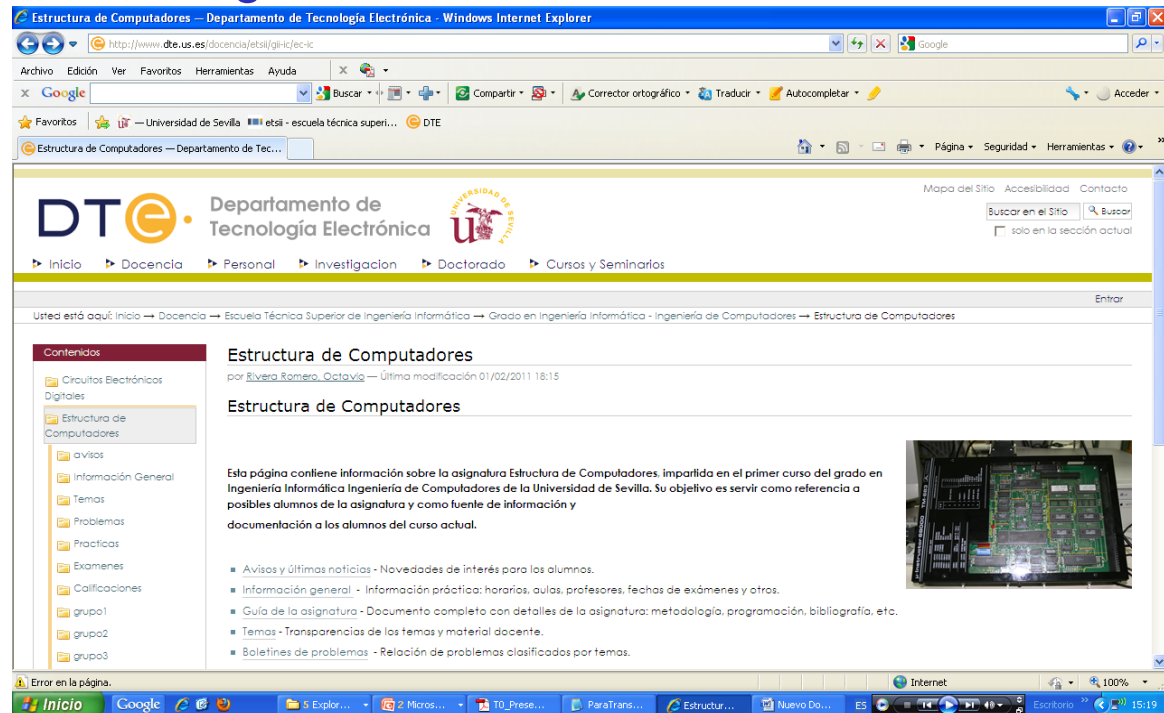 Estructura de Computadores — Departamento de Tecnología Electrónica - Windows Internet Explorer
http://www.dte.us.es/docencia/etsii/gii-ic/ec-ic
Google
Archivo Edición Ver Favoritos Herramientas Ayuda X
x Google Buscar Compartir Corrector ortográfico Traducir Autocompletar Acceder
Favoritos — Universidad de Sevilla etsii - escuela técnica superi... DTE
Estructura de Computadores — Departamento de Tec... Página Seguridad Herramientas
Mapa del Sitio Accesibilidad Contacto
DTe. Departamento de
Tecnología Electrónica
UNIVERSIDAD DE SEVILLA
Buscar en el Sitio Buscar
solo en la sección actual
Inicio Docencia Personal Investigacion Doctorado Cursos y Seminarios
Entrar
Usted está aquí: Inicio → Docencia → Escuela Técnica Superior de Ingeniería Informática → Grado en Ingeniería Informática - Ingeniería de Computadores → Estructura de Computadores
Contenidos
Circuitos Electrónicos
Digitales
Estructura de
Computadores
avisos
Información General
Temas
Problemas
Practicas
Examenes
Calificaciones
grupo1
grupo2
grupo3
Estructura de Computadores
por Rivera Romero, Octavio — Última modificación 01/02/2011 18:15
Estructura de Computadores
Esta página contiene información sobre la asignatura Estructura de Computadores, impartida en el primer curso del grado en
Ingeniería Informática Ingeniería de Computadores de la Universidad de Sevilla. Su objetivo es servir como referencia a
posibles alumnos de la asignatura y como fuente de información y
documentación a los alumnos del curso actual.
Avisos y últimas noticias - Novedades de interés para los alumnos.
Información general - Información práctica: horarios, aulas, profesores, fechas de exámenes y otros.
Guía de la asignatura - Documento completo con detalles de la asignatura: metodología, programación, bibliografía, etc.
Temas - Transparencias de los temas y material docente.
Boletines de problemas - Relación de problemas clasificados por temas.
Error en la página. Internet 100%
Inicio Google 5 Explor... 2 Micros... T0_Prese... ParaTrans... Estructur... Nuevo Do... ES Escritorio 15:19